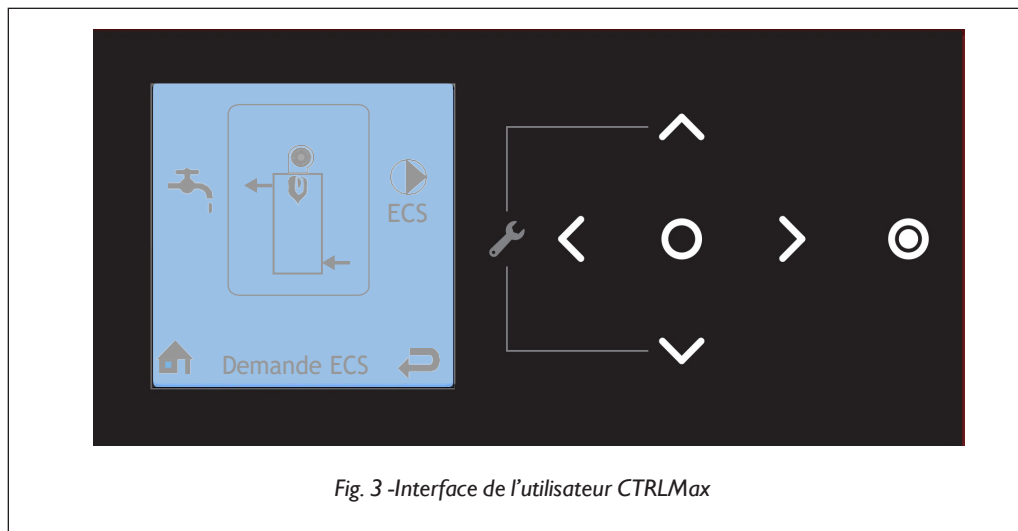 ECS
Demande ECS
Fig. 3 -Interface de l'utilisateur CTRLMax